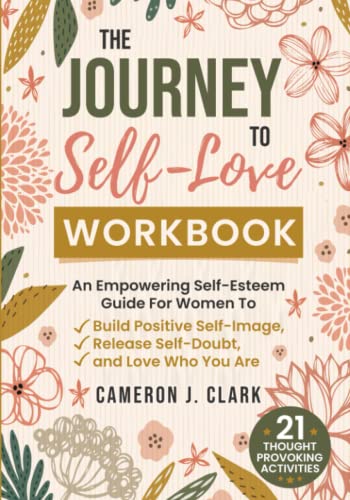 THE
JOURNEY
TO
Self-Love
WORKBOOK
An Empowering Self-Esteem
Guide For Women To
Build Positive Self-Image,
Release Self-Doubt,
and Love Who You Are
CAMERON J. CLARK
21
THOUGHT
PROVOKING
ACTIVITIES